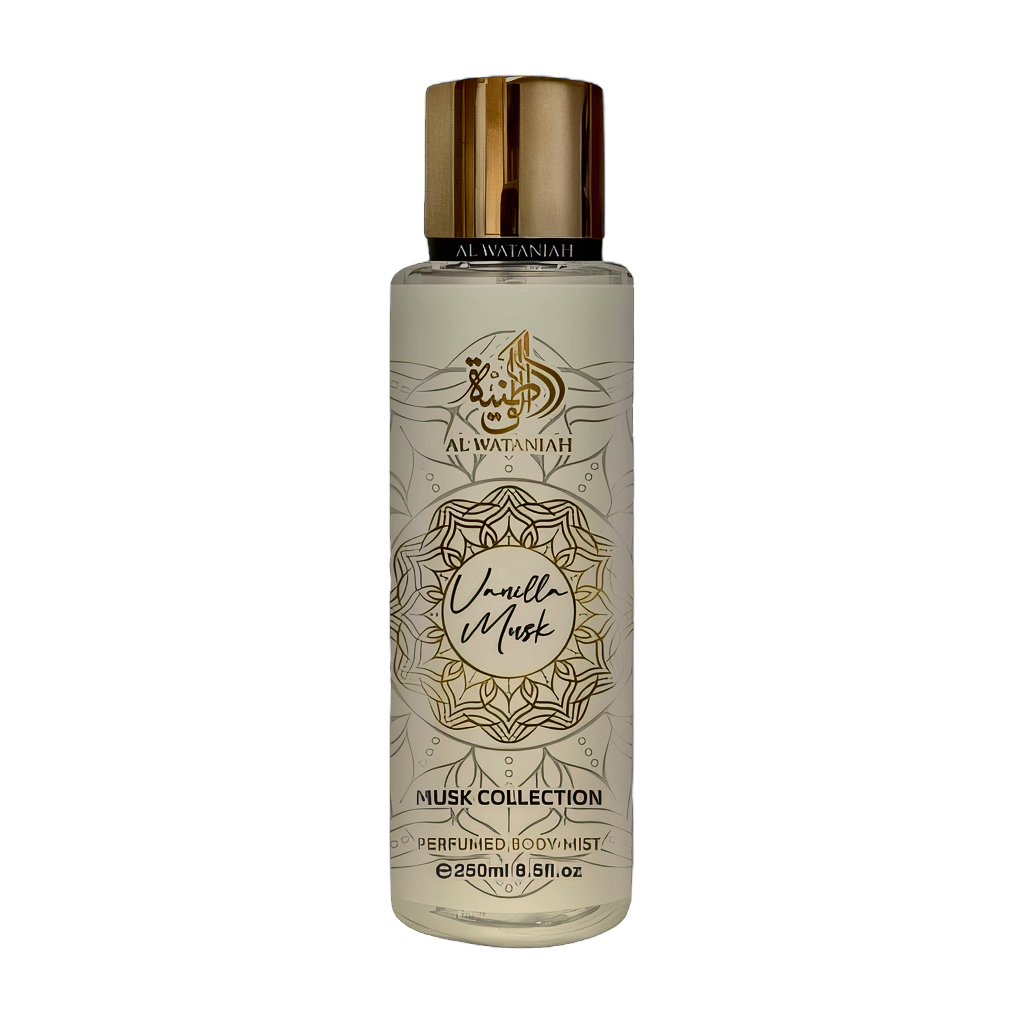 AL WATANIAH
الوطنية
AL WATANIAH
Vanilla
Musk
MUSK COLLECTION
PERFUMED BODY MIST
℮250ml 8.5fl.oz